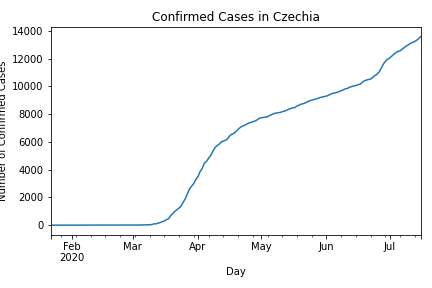 Confirmed Cases in Czechia
Number of Confirmed Cases
14000
12000
10000
8000
6000
4000
2000
0
Feb Mar Apr May Jun Jul
2020
Day